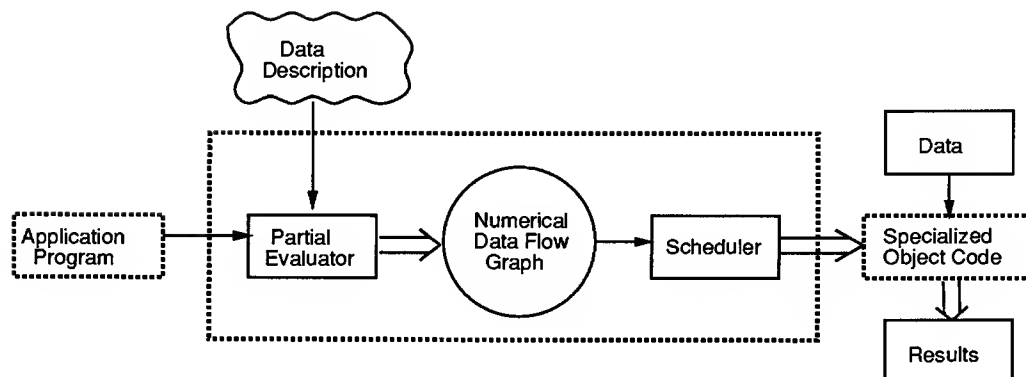 Data
Description
Application
Program
Partial
Evaluator
Numerical
Data Flow
Graph
Scheduler
Data
Specialized
Object Code
Results